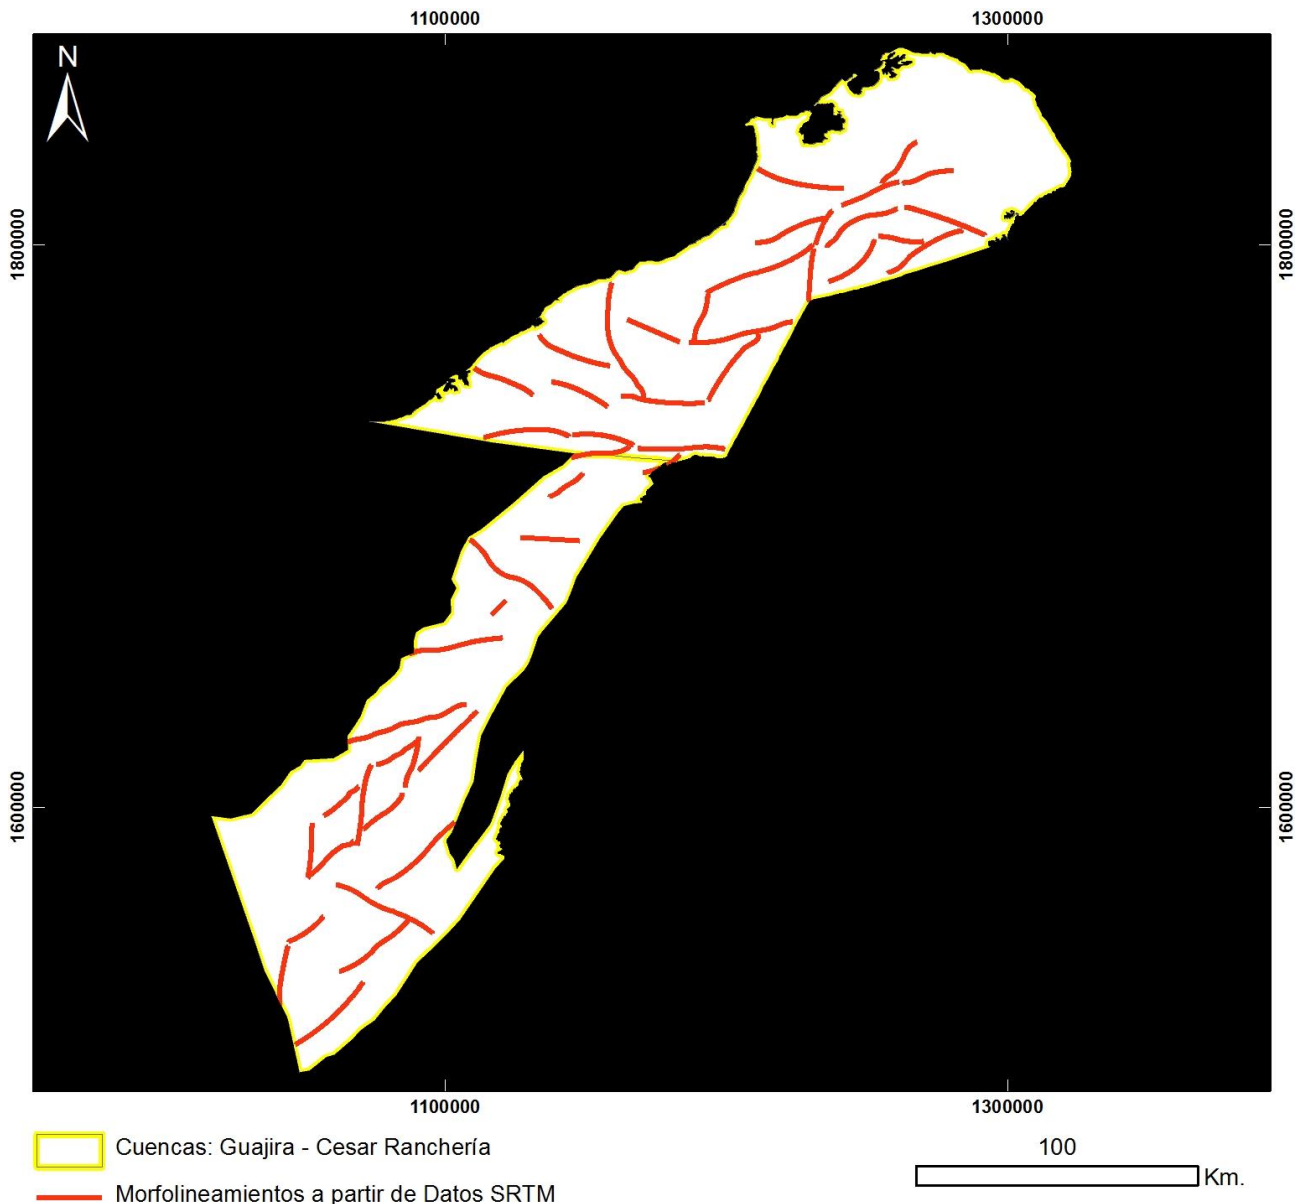 1100000 1300000
N
1800000 1800000
1600000 1600000
1100000 1300000
Cuencas: Guajira - Cesar Ranchería
100
Km.
Morfolineamientos a partir de Datos SRTM